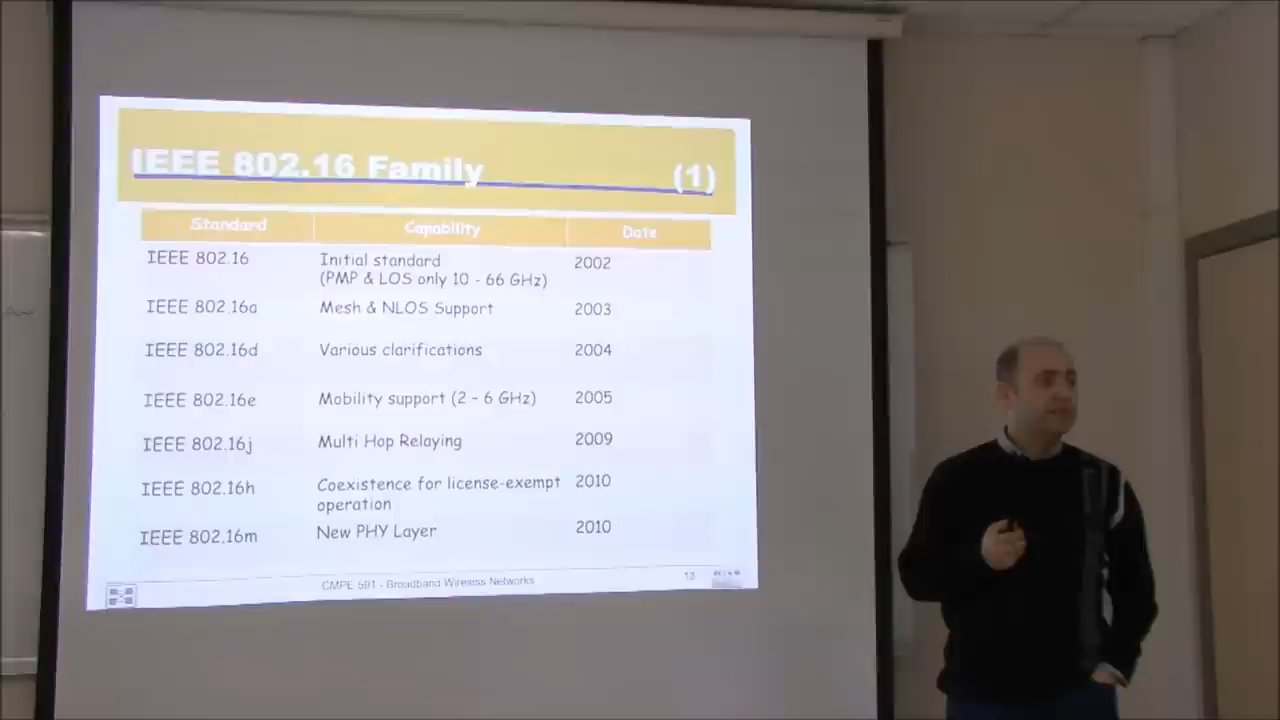 IEEE 802.16 Family (1)
Standard Capability Date
IEEE 802.16 Initial standard 2002
(PMP & LOS only 10 - 66 GHz)
IEEE 802.16a Mesh & NLOS Support 2003
IEEE 802.16d Various clarifications 2004
IEEE 802.16e Mobility support (2 - 6 GHz) 2005
IEEE 802.16j Multi Hop Relaying 2009
IEEE 802.16h Coexistence for license-exempt 2010
operation
IEEE 802.16m New PHY Layer 2010
CMPE 591 - Broadband Wireless Networks